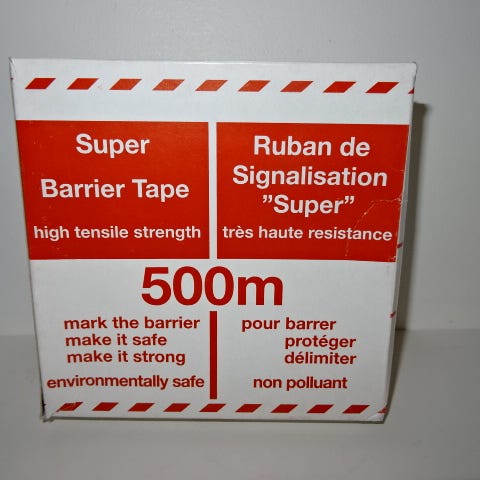 Super
Barrier Tape
high tensile strength
Ruban de
Signalisation
"Super"
très haute resistance
500m
mark the barrier
make it safe
make it strong
environmentally safe
pour barrer
protéger
délimiter
non polluant